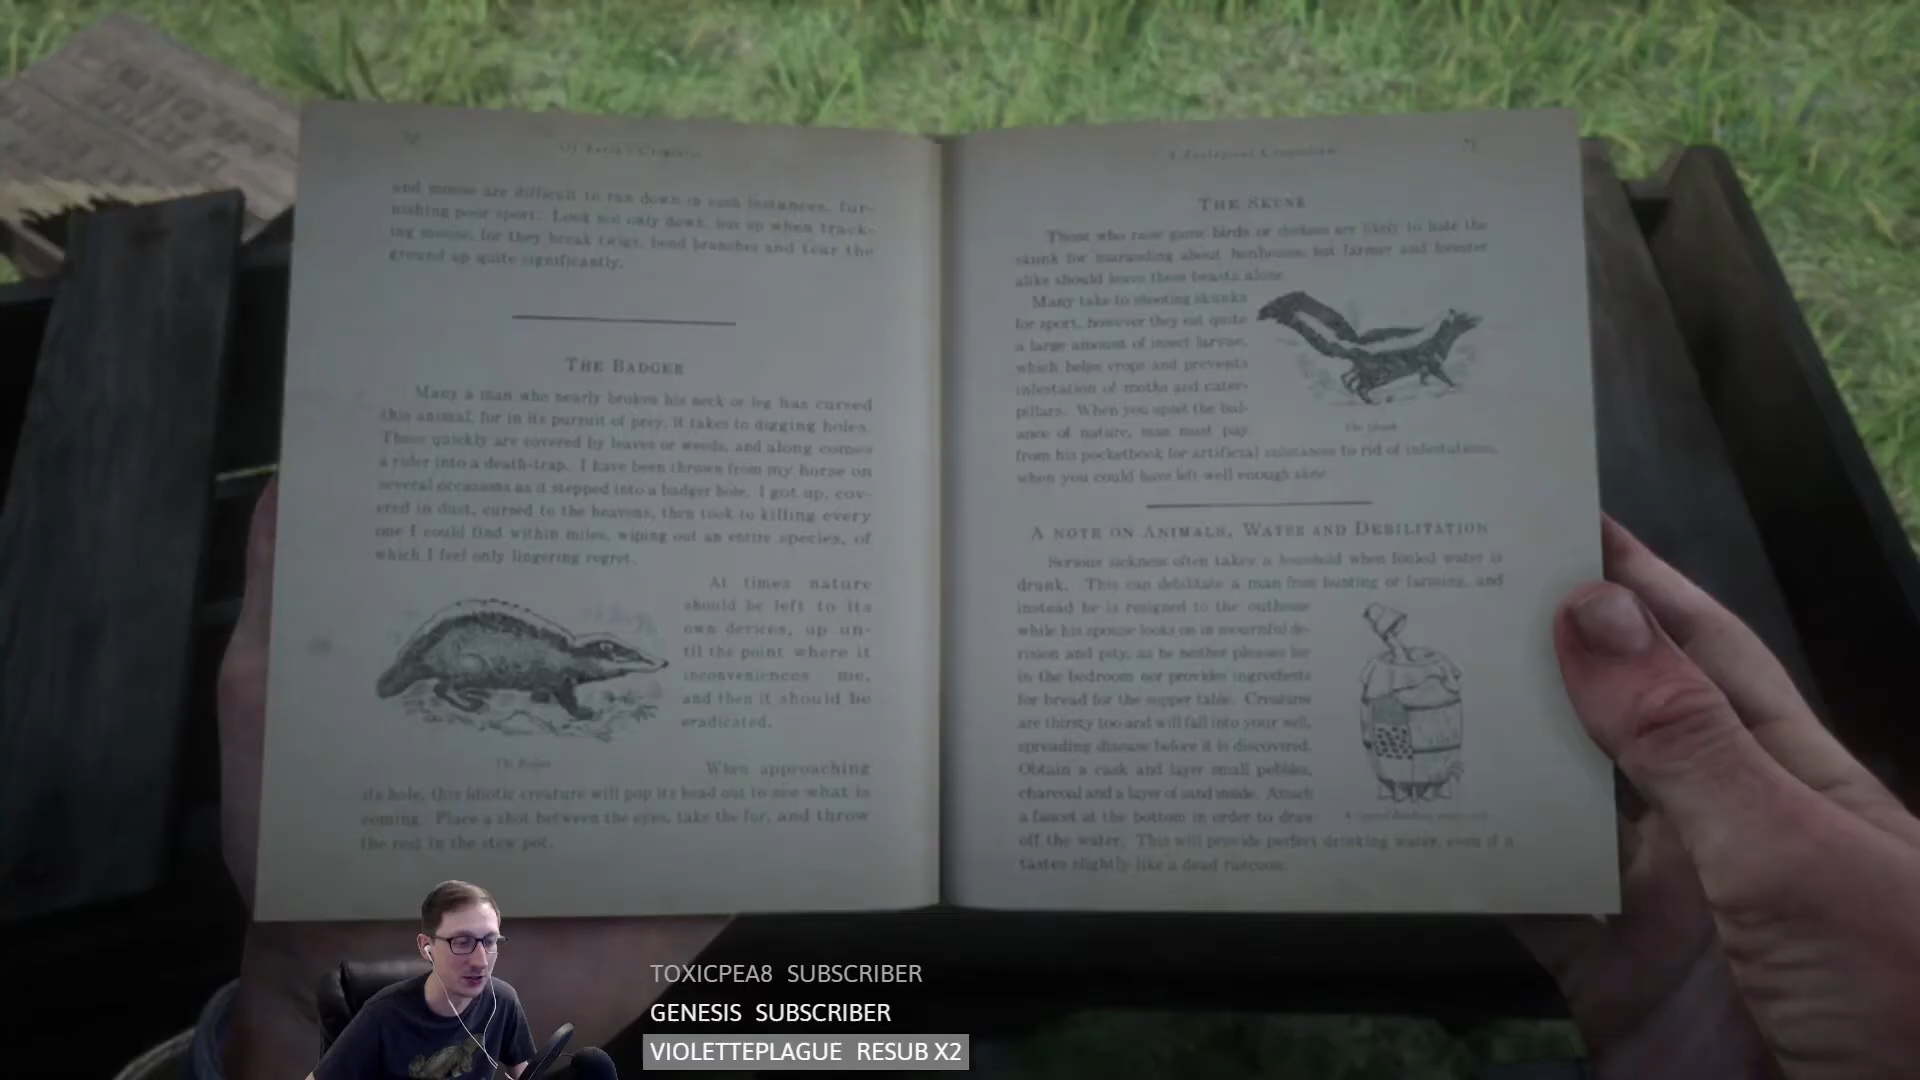 and moose are difficult to run down in such instances, fur-
nishing poor sport. Look not only down, but up when track-
ing moose, for they break twigs, bend branches and tear the
ground up quite significantly.
THE BADGER
Many a man who nearly broken his neck or leg has cursed
this animal, for in its pursuit of prey, it takes to digging holes.
These quickly are covered by leaves or weeds, and along comes
a rider into a death-trap. I have been thrown from my horse on
several occasions as it stepped into a badger hole. I got up, cov-
ered in dust, cursed to the heavens, then took to killing every
one I could find within miles, wiping out an entire species, of
which I feel only lingering regret.
At times nature
should be left to its
own devices, up un-
til the point where it
inconveniences me,
and then it should be
eradicated.
The Badger
When approaching
its hole, this idiotic creature will pop its head out to see what is
coming. Place a shot between the eyes, take the fur, and throw
the rest in the stew pot.
71
THE SKUNK
Those who raise game birds or chickens are likely to hate the
skunk for marauding about henhouses, but farmer and forester
alike should leave these beasts alone.
Many take to shooting skunks
for sport, however they eat quite
a large amount of insect larvae,
which helps crops and prevents
infestation of moths and cater-
pillars. When you upset the bal-
ance of nature, man must pay
The Skunk
from his pocketbook for artificial substances to rid of infestations,
when you could have left well enough alone.
A NOTE ON ANIMALS, WATER AND DEBILITATION
Serious sickness often takes a household when fouled water is
drunk. This can debilitate a man from hunting or farming, and
instead he is resigned to the outhouse
while his spouse looks on in mournful de-
rision and pity, as he neither pleases her
in the bedroom nor provides ingredients
for bread for the supper table. Creatures
are thirsty too and will fall into your well,
spreading disease before it is discovered.
Obtain a cask and layer small pebbles,
charcoal and a layer of sand inside. Attach
a faucet at the bottom in order to draw
off the water. This will provide perfect drinking water, even if it
tastes slightly like a dead raccoon.
TOXICPEA8 SUBSCRIBER
GENESIS SUBSCRIBER
VIOLETTEPLAGUE RESUB X2